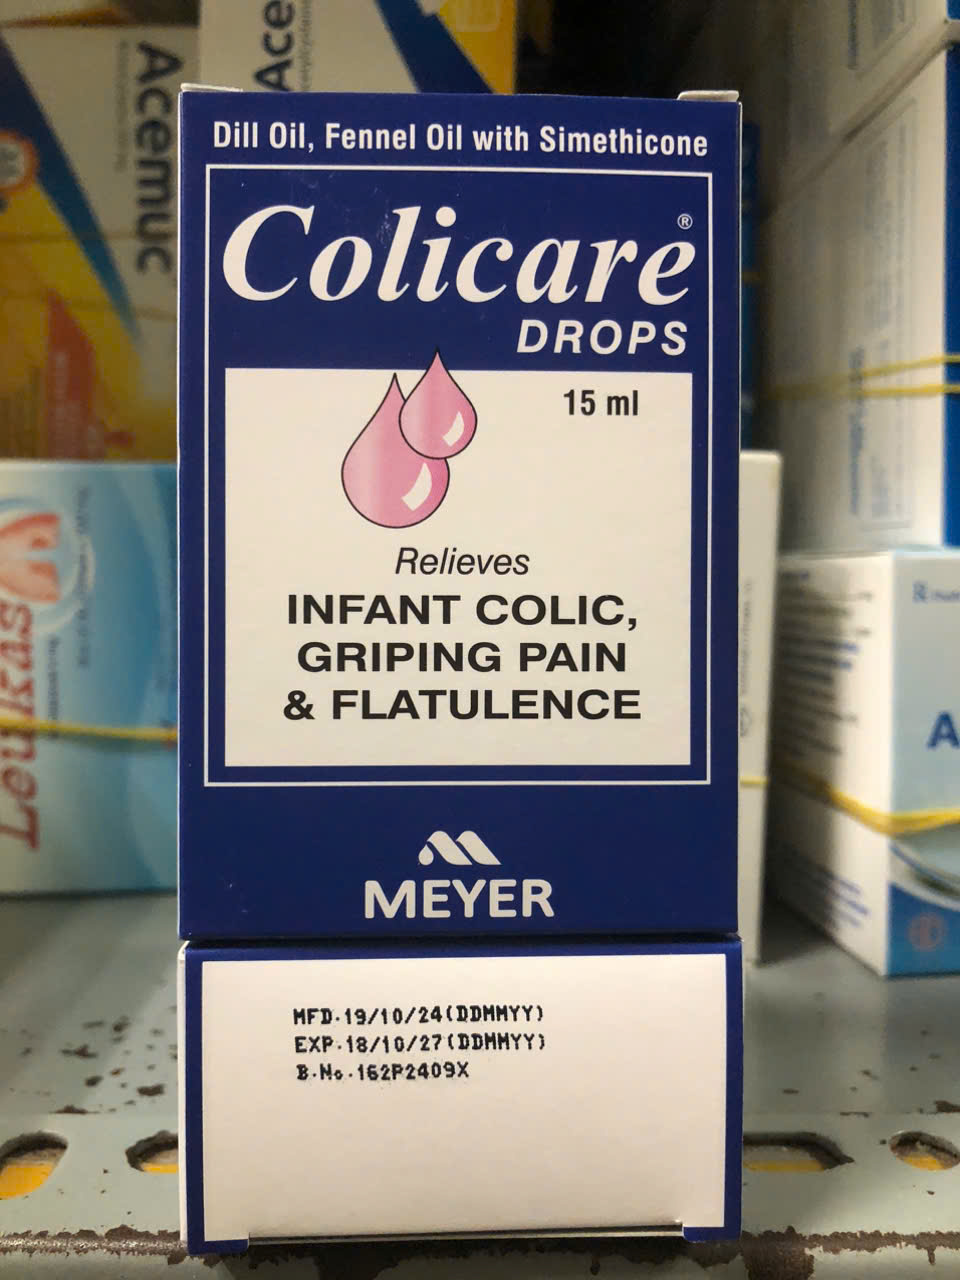 Acemuc
Ace
Dill Oil, Fennel Oil with Simethicone
Colicare®
DROPS
15 ml
Relieves
INFANT COLIC,
GRIPING PAIN
& FLATULENCE
MEYER
MFD.19/10/24(DDMMYY)
EXP.18/10/27(DDMMYY)
B.No.162P2409X
Leukas
A